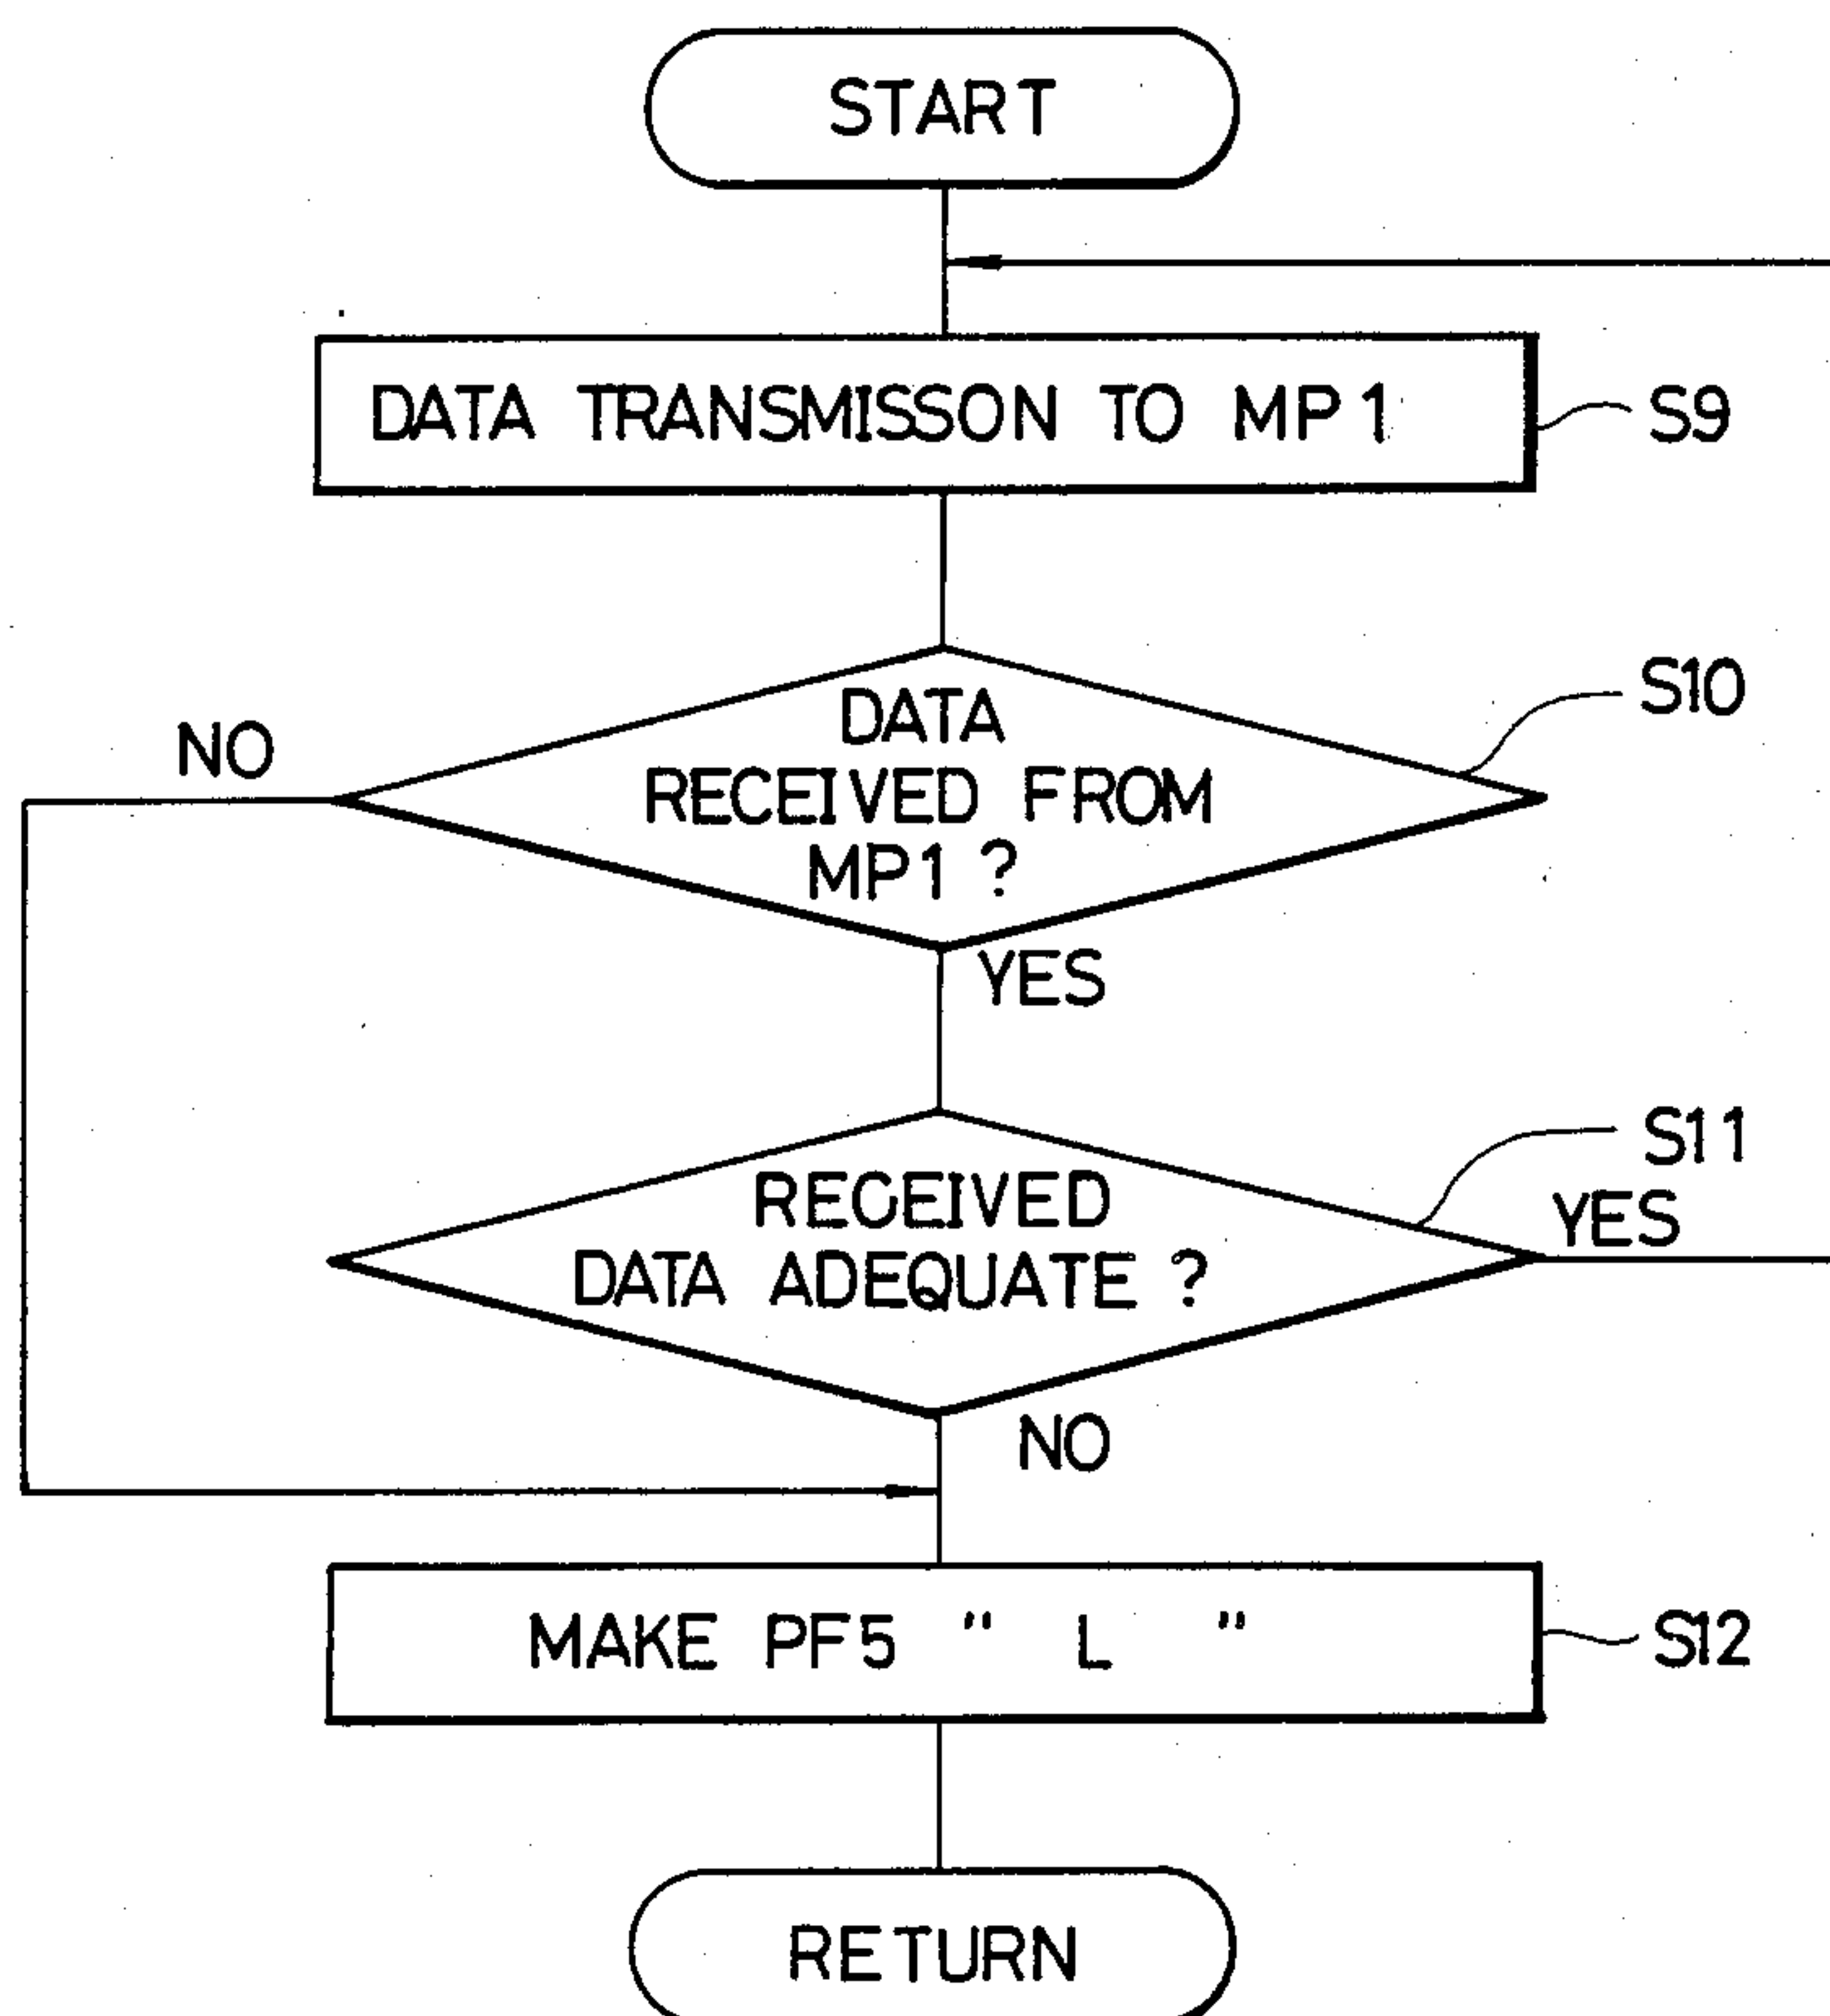 START
DATA TRANSMISSON TO MP1
S9
S10
DATA
RECEIVED FROM
MP1 ?
NO
YES
S11
RECEIVED
DATA ADEQUATE ?
YES
NO
MAKE PF5 " L "
S12
RETURN